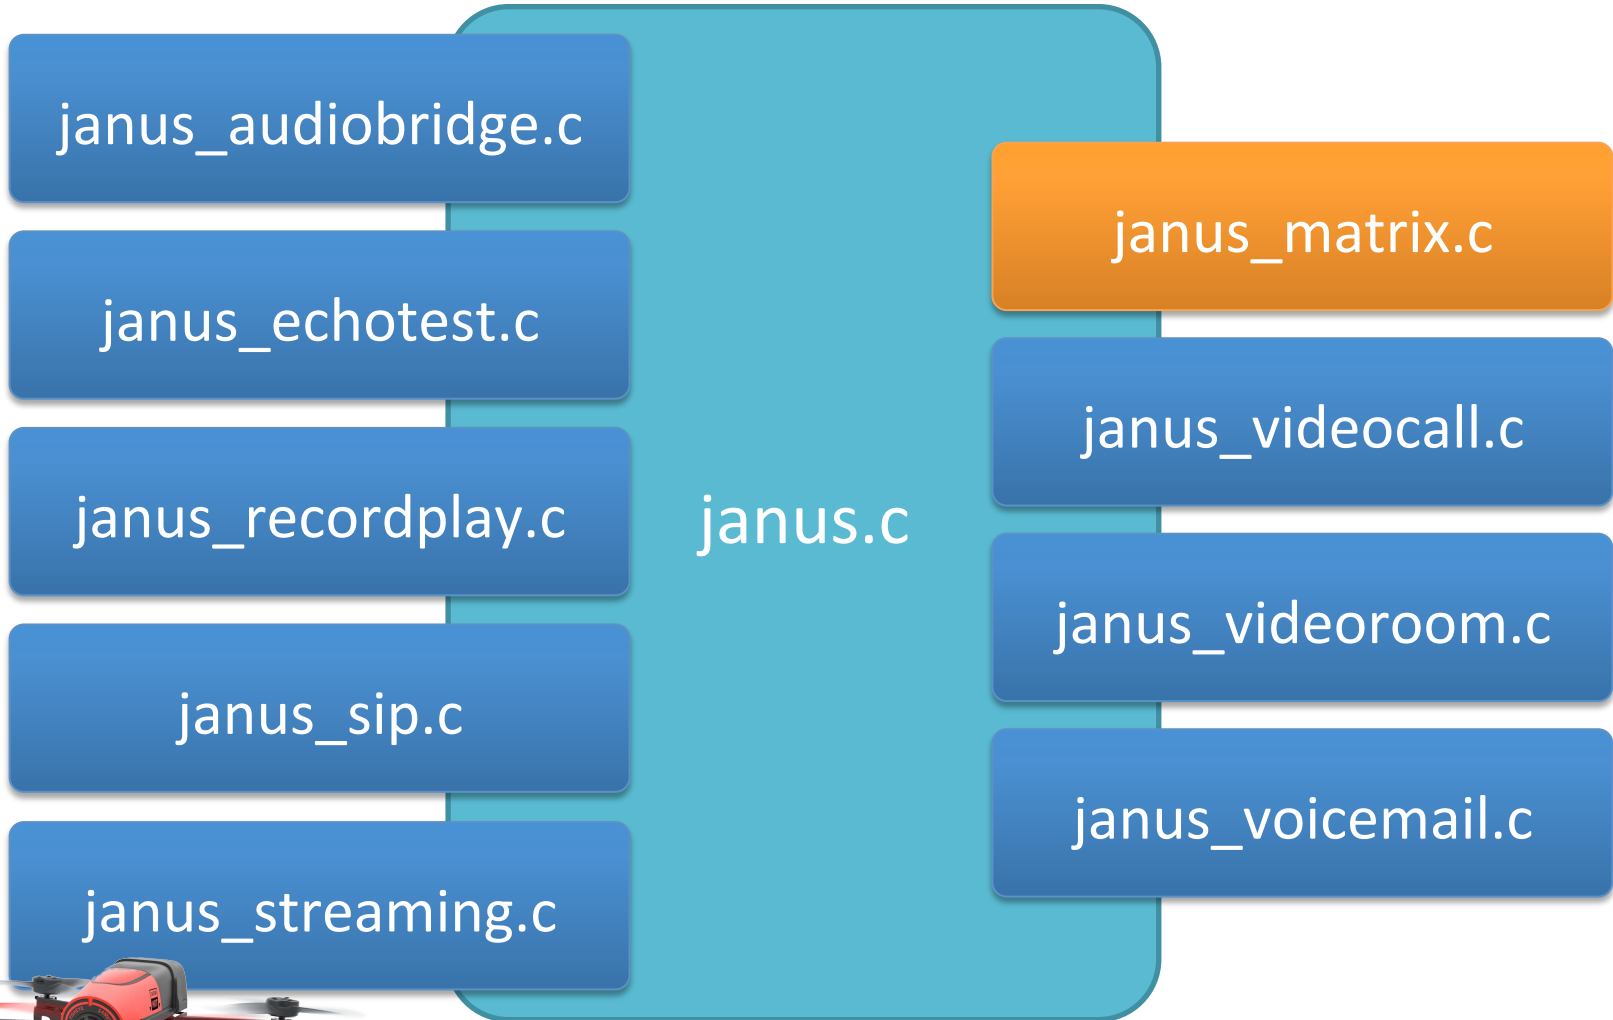 janus_audiobridge.c
janus_echotest.c
janus_recordplay.c
janus_sip.c
janus_streaming.c
janus.c
janus_matrix.c
janus_videocall.c
janus_videoroom.c
janus_voicemail.c